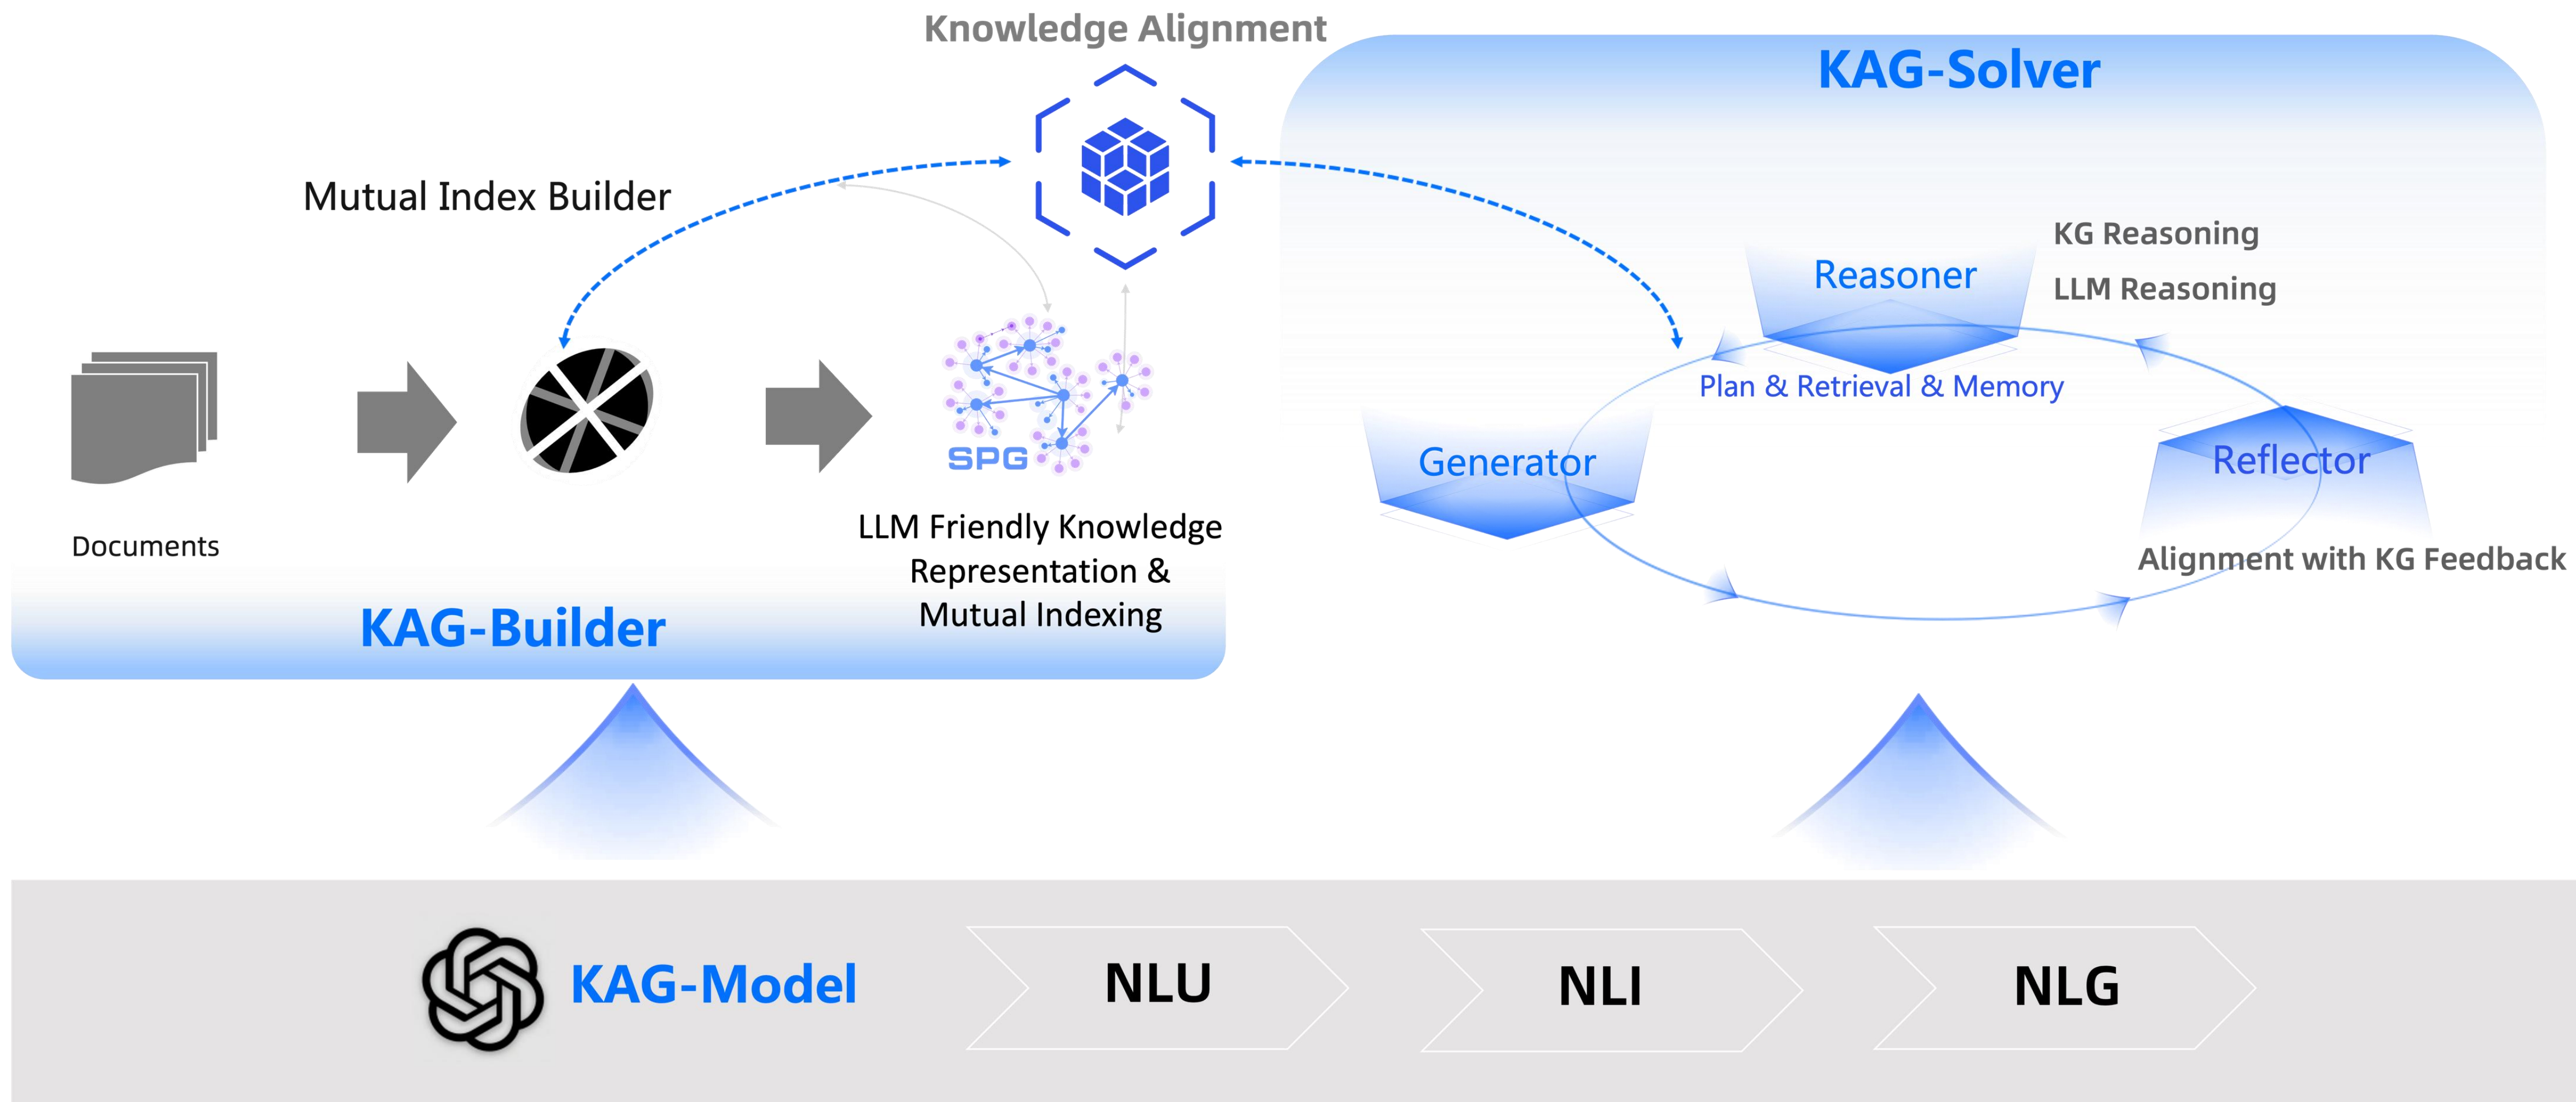 Knowledge Alignment
KAG-Solver
Mutual Index Builder
KG Reasoning
Reasoner
LLM Reasoning
Plan & Retrieval & Memory
Generator
Reflector
Alignment with KG Feedback
SPG
Documents
LLM Friendly Knowledge
Representation &
Mutual Indexing
KAG-Builder
KAG-Model
NLU
NLI
NLG